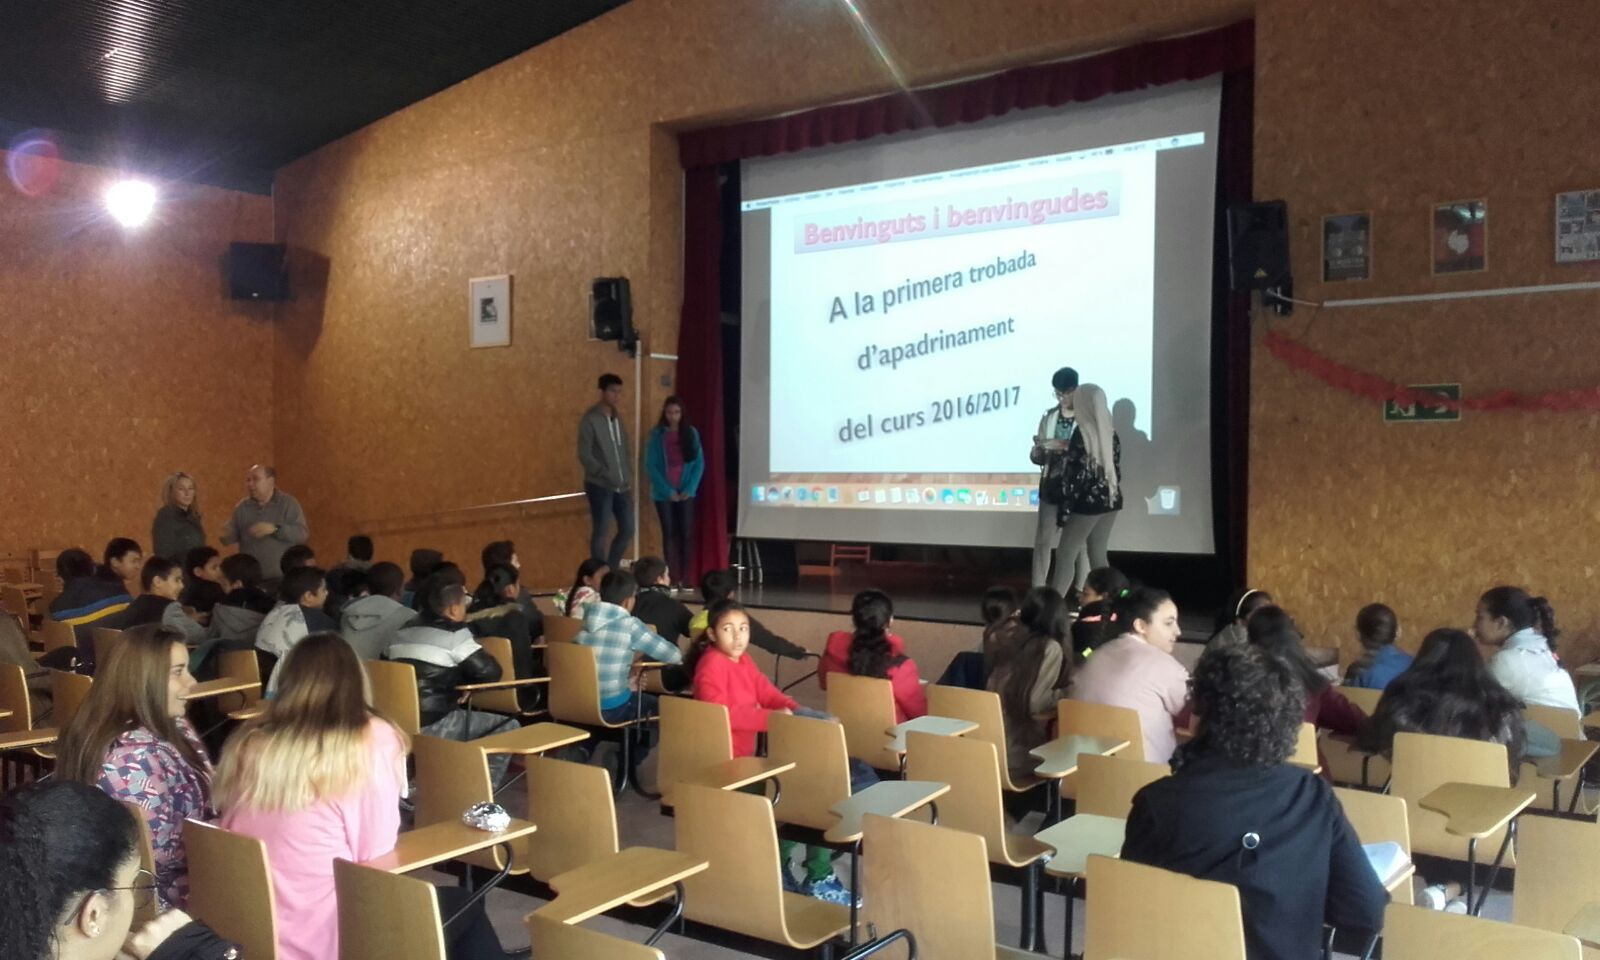 Benvinguts i benvingudes
A la primera trobada
d'apadrinament
del curs 2016/2017